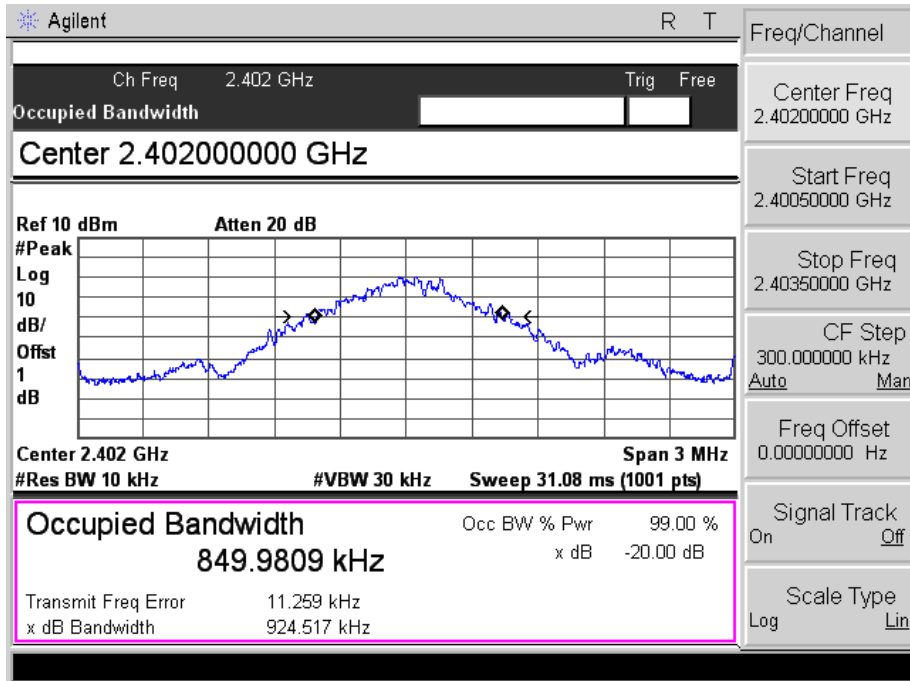 Agilent R T
Ch Freq 2.402 GHz Trig Free
Occupied Bandwidth
Center 2.402000000 GHz
Ref 10 dBm Atten 20 dB
#Peak
Log
10
dB/
Offst
1
dB
Center 2.402 GHz Span 3 MHz
#Res BW 10 kHz #VBW 30 kHz Sweep 31.08 ms (1001 pts)
Occupied Bandwidth
849.9809 kHz
Occ BW % Pwr 99.00 %
x dB -20.00 dB
Transmit Freq Error 11.259 kHz
x dB Bandwidth 924.517 kHz
Freq/Channel
Center Freq
2.40200000 GHz
Start Freq
2.40050000 GHz
Stop Freq
2.40350000 GHz
CF Step
300.000000 kHz
Auto Man
Freq Offset
0.00000000 Hz
Signal Track
On Off
Scale Type
Log Lin